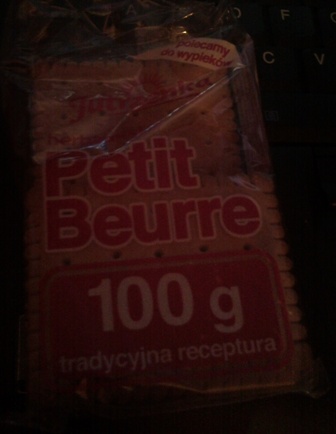 polecamy
do wypieków
Petit
Beurre
100 g
tradycyjna receptura
C V